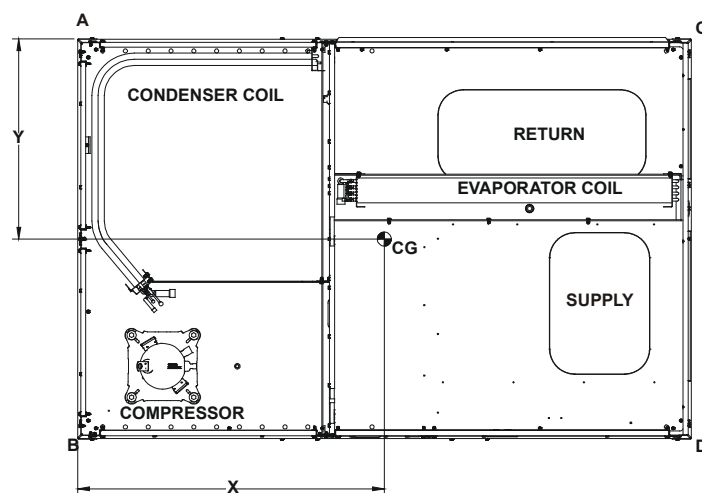 A
C
CONDENSER COIL
Y
RETURN
EVAPORATOR COIL
CG
SUPPLY
COMPRESSOR
B
D
X